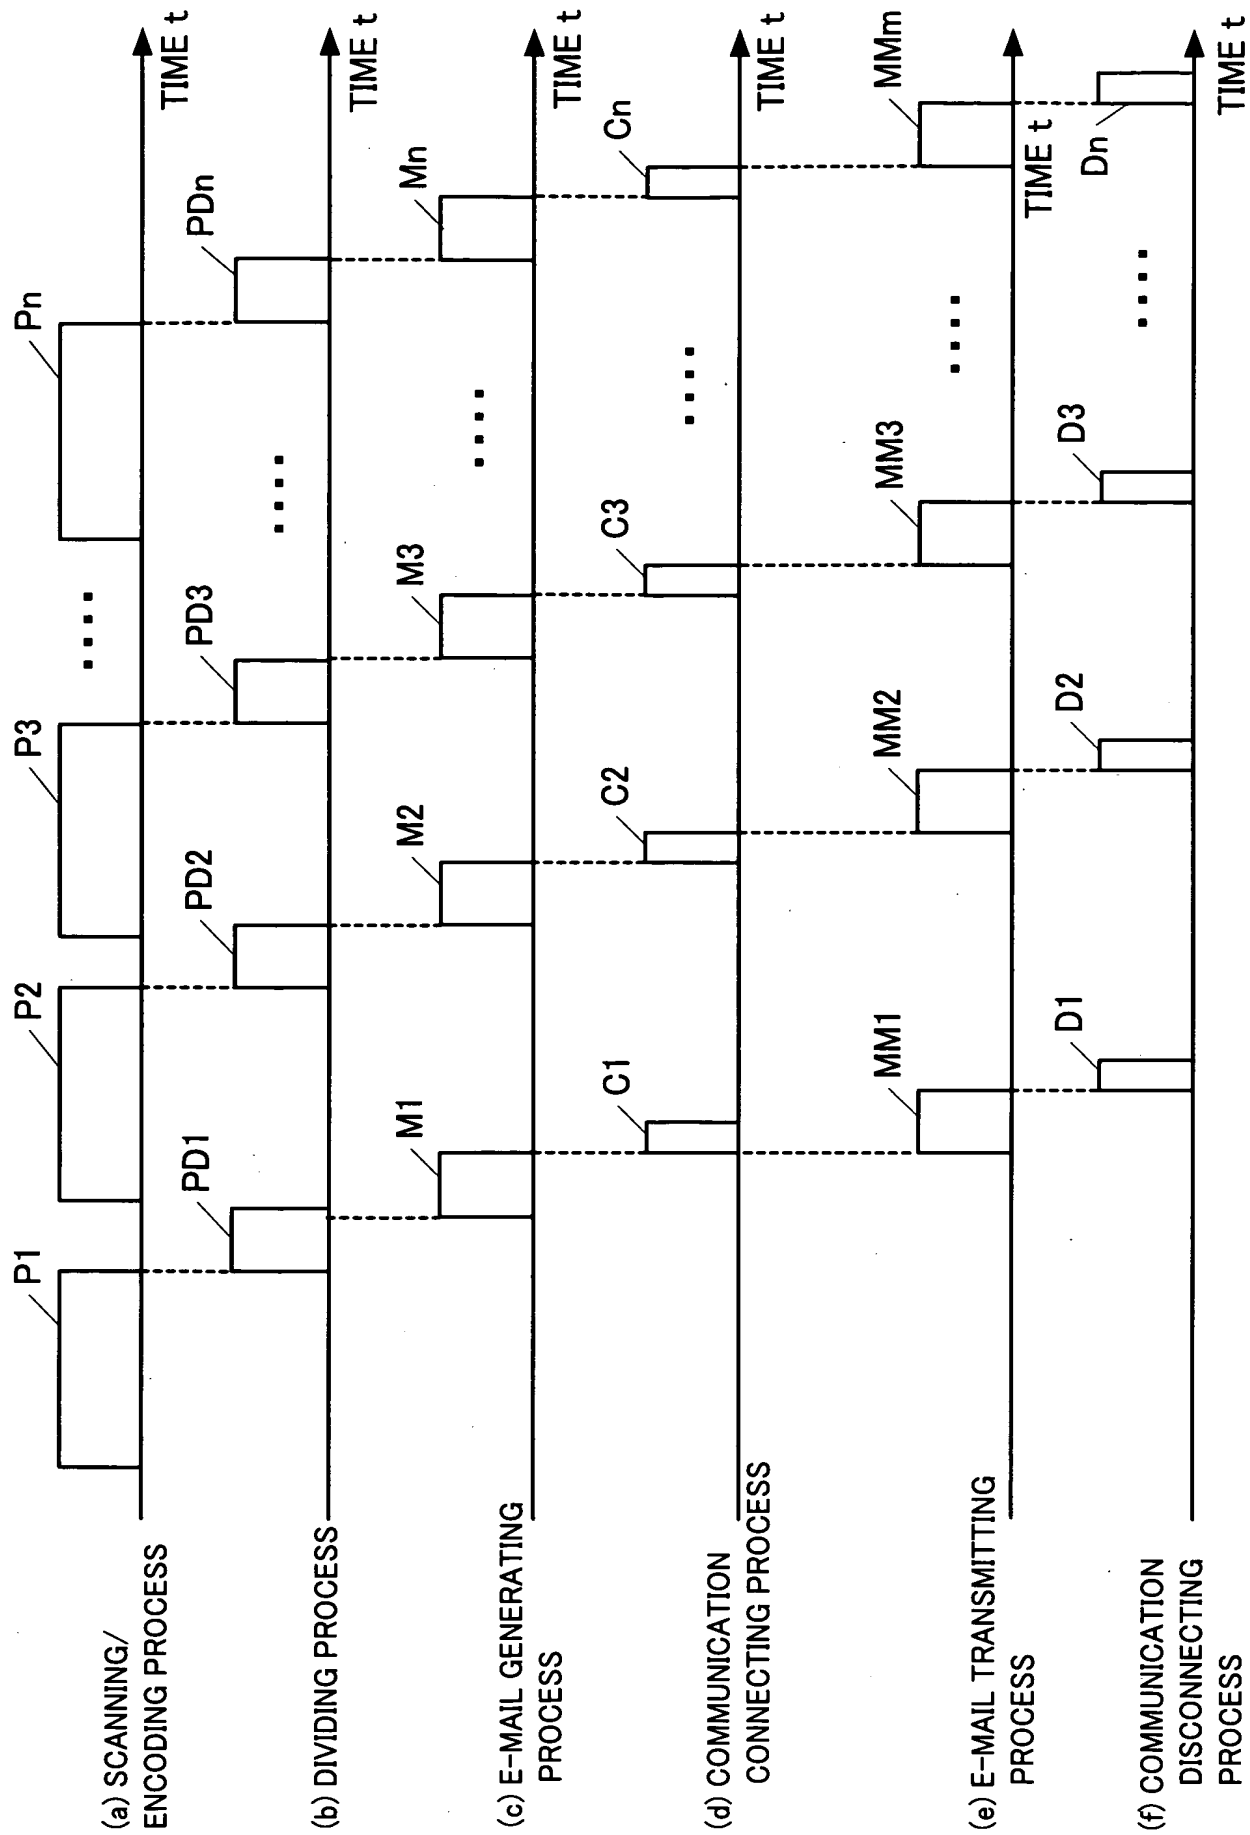 (a) SCANNING/
ENCODING PROCESS
P1
P2
P3
Pn
TIME t
(b) DIVIDING PROCESS
PD1
PD2
PD3
PDn
TIME t
(c) E-MAIL GENERATING
PROCESS
M1
M2
M3
Mn
TIME t
(d) COMMUNICATION
CONNECTING PROCESS
C1
C2
C3
Cn
TIME t
(e) E-MAIL TRANSMITTING
PROCESS
MM1
MM2
MM3
MMm
TIME t
(f) COMMUNICATION
DISCONNECTING
PROCESS
D1
D2
D3
Dn
TIME t